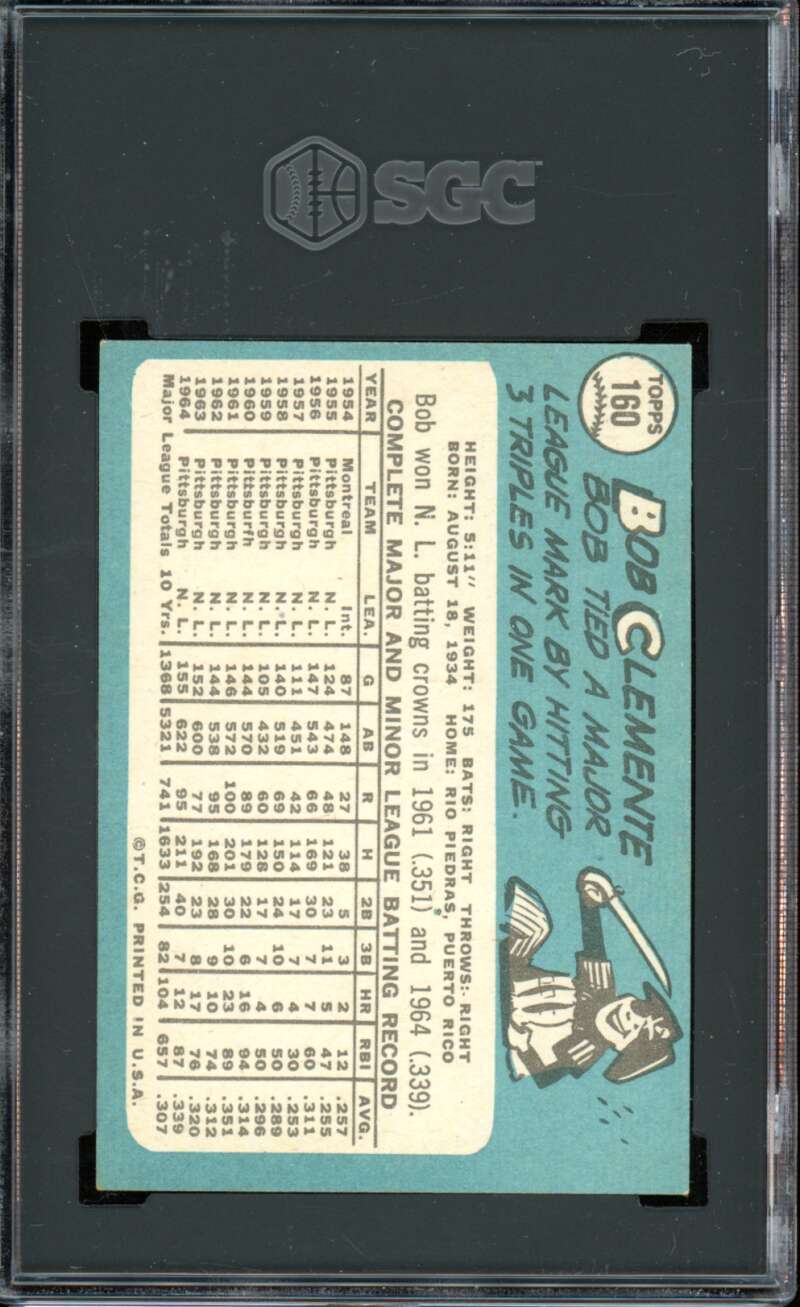 SGC
TOPPS
160
BOB CLEMENTE
BOB TIED A MAJOR
LEAGUE MARK BY HITTING
3 TRIPLES IN ONE GAME.
HEIGHT: 5:11" WEIGHT: 175 BATS: RIGHT THROWS: RIGHT
BORN: AUGUST 18, 1934 HOME: RIO PIEDRAS, PUERTO RICO
Bob won N. L. batting crowns in 1961 (.351) and 1964 (.339).
COMPLETE MAJOR AND MINOR LEAGUE BATTING RECORD
YEAR TEAM LEA. G AB R H 2B 3B HR RBI AVG.
1954 Montreal Int. 87 148 27 38 5 3 2 12 .257
1955 Pittsburgh N. L. 124 474 48 121 23 11 5 47 .255
1956 Pittsburgh N. L. 147 543 66 169 30 7 7 60 .311
1957 Pittsburgh N. L. 111 451 42 114 17 7 4 30 .253
1958 Pittsburgh N. L. 140 519 69 150 24 10 6 50 .289
1959 Pittsburgh N. L. 105 432 60 128 17 7 4 50 .296
1960 Pittsburfh N. L. 144 570 89 179 22 6 16 94 .314
1961 Pittsburgh N. L. 146 572 100 201 30 10 23 89 .351
1962 Pittsburgh N. L. 144 538 95 168 28 9 10 74 .312
1963 Pittsburgh N. L. 152 600 77 192 23 8 17 76 .320
1964 Pittsburgh N. L. 155 622 95 211 40 7 12 87 .339
Major League Totals 10 Yrs. 1368 5321 741 1633 254 82 104 657 .307
©T.C.G. PRINTED IN U.S.A.